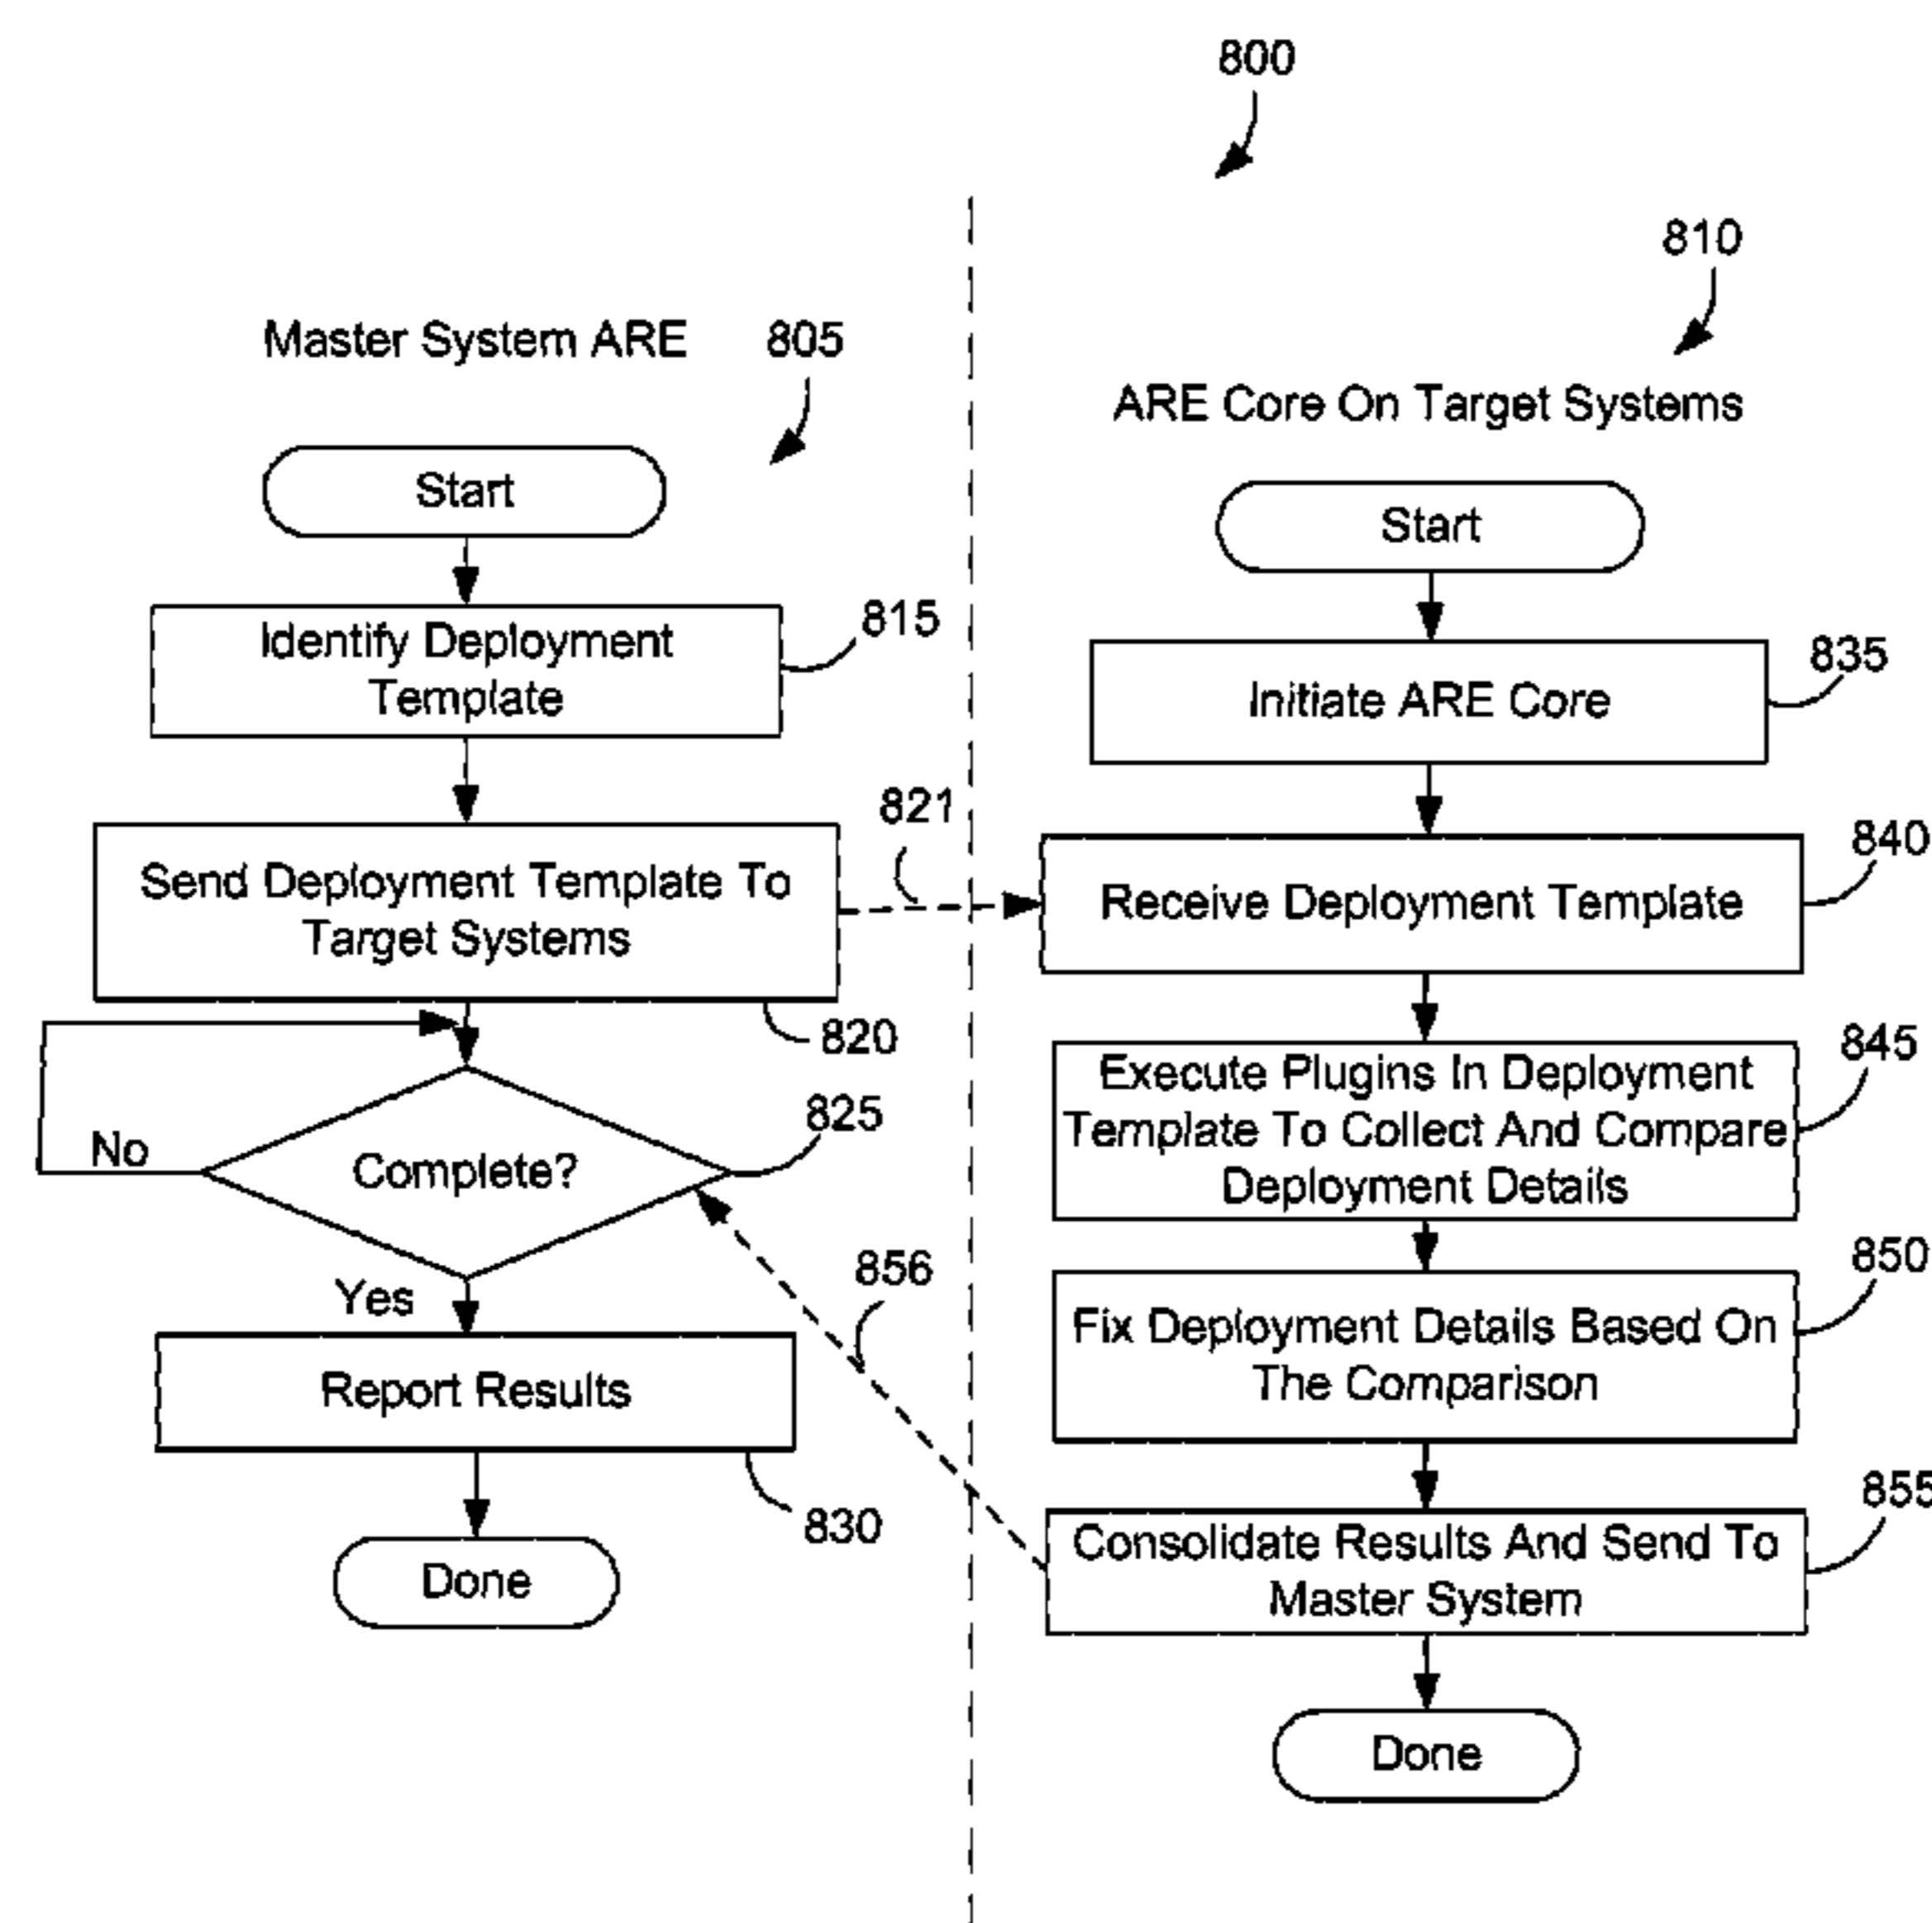 800
810
Master System ARE
805
ARE Core On Target Systems
Start
Start
Identify Deployment
Template
815
Initiate ARE Core
835
821
Send Deployment Template To
Target Systems
820
Receive Deployment Template
840
Execute Plugins In Deployment
Template To Collect And Compare
Deployment Details
845
No
Complete?
825
Yes
856
Fix Deployment Details Based On
The Comparison
850
Report Results
830
Consolidate Results And Send To
Master System
855
Done
Done